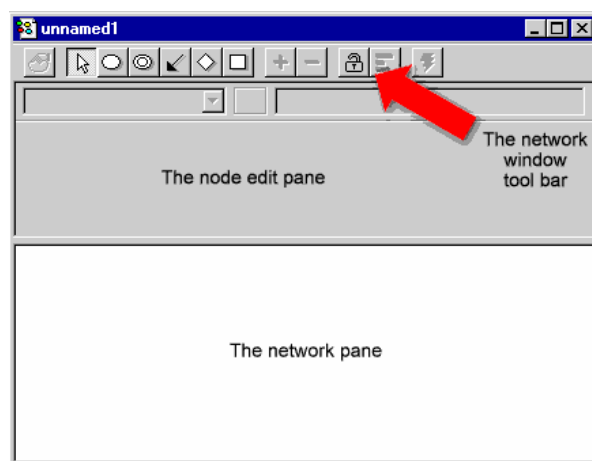 unnamed1
The network
window
tool bar
The node edit pane
The network pane